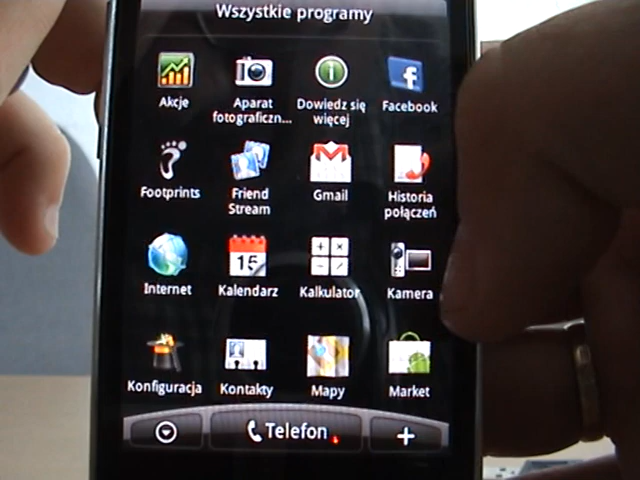 Wszystkie programy
Akcje
Aparat
fotograficzn...
Dowiedz się
więcej
Facebook
Footprints
Friend
Stream
Gmail
Historia
połączeń
Internet
15
Kalendarz
Kalkulator
Kamera
Konfiguracja
Kontakty
Mapy
Market
Telefon